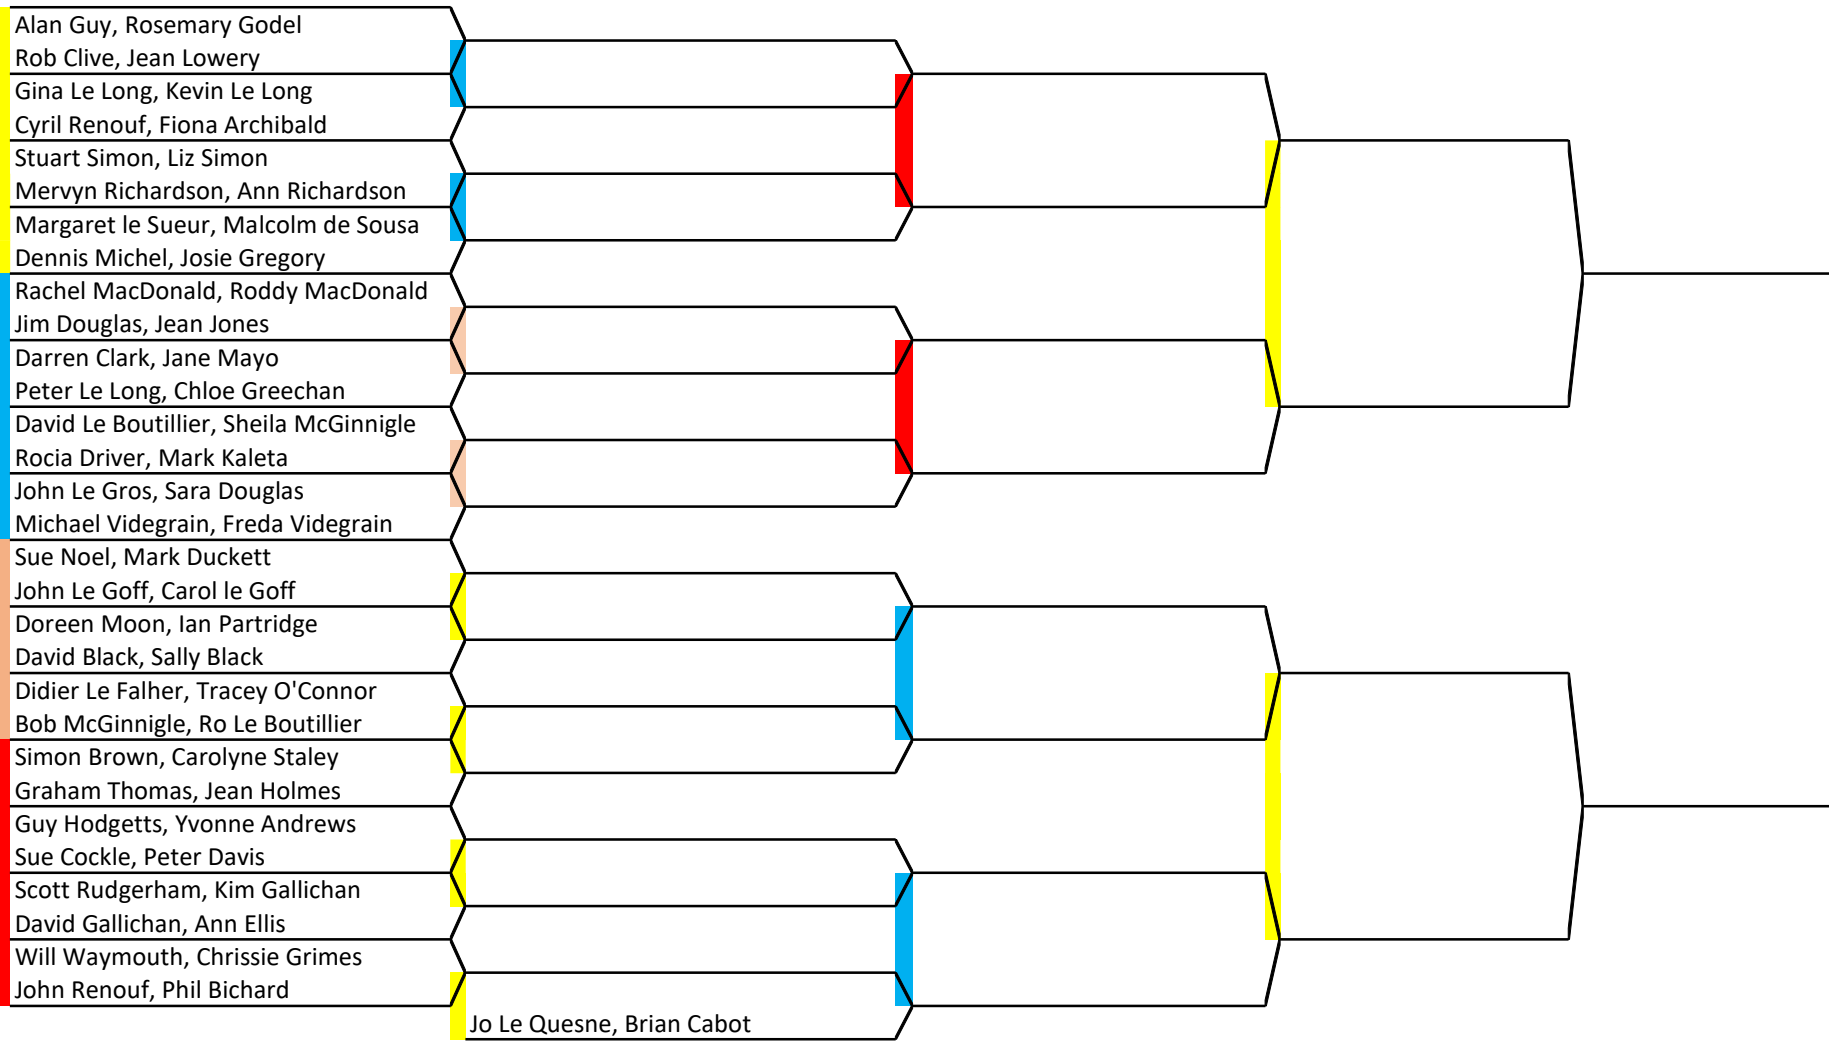 Alan Guy, Rosemary Godel
Rob Clive, Jean Lowery
Gina Le Long, Kevin Le Long
Cyril Renouf, Fiona Archibald
Stuart Simon, Liz Simon
Mervyn Richardson, Ann Richardson
Margaret le Sueur, Malcolm de Sousa
Dennis Michel, Josie Gregory
Rachel MacDonald, Roddy MacDonald
Jim Douglas, Jean Jones
Darren Clark, Jane Mayo
Peter Le Long, Chloe Greechan
David Le Boutillier, Sheila McGinnigle
Rocia Driver, Mark Kaleta
John Le Gros, Sara Douglas
Michael Videgrain, Freda Videgrain
Sue Noel, Mark Duckett
John Le Goff, Carol le Goff
Doreen Moon, Ian Partridge
David Black, Sally Black
Didier Le Falher, Tracey O'Connor
Bob McGinnigle, Ro Le Boutillier
Simon Brown, Carolyne Staley
Graham Thomas, Jean Holmes
Guy Hodgetts, Yvonne Andrews
Sue Cockle, Peter Davis
Scott Rudgerham, Kim Gallichan
David Gallichan, Ann Ellis
Will Waymouth, Chrissie Grimes
John Renouf, Phil Bichard
Jo Le Quesne, Brian Cabot